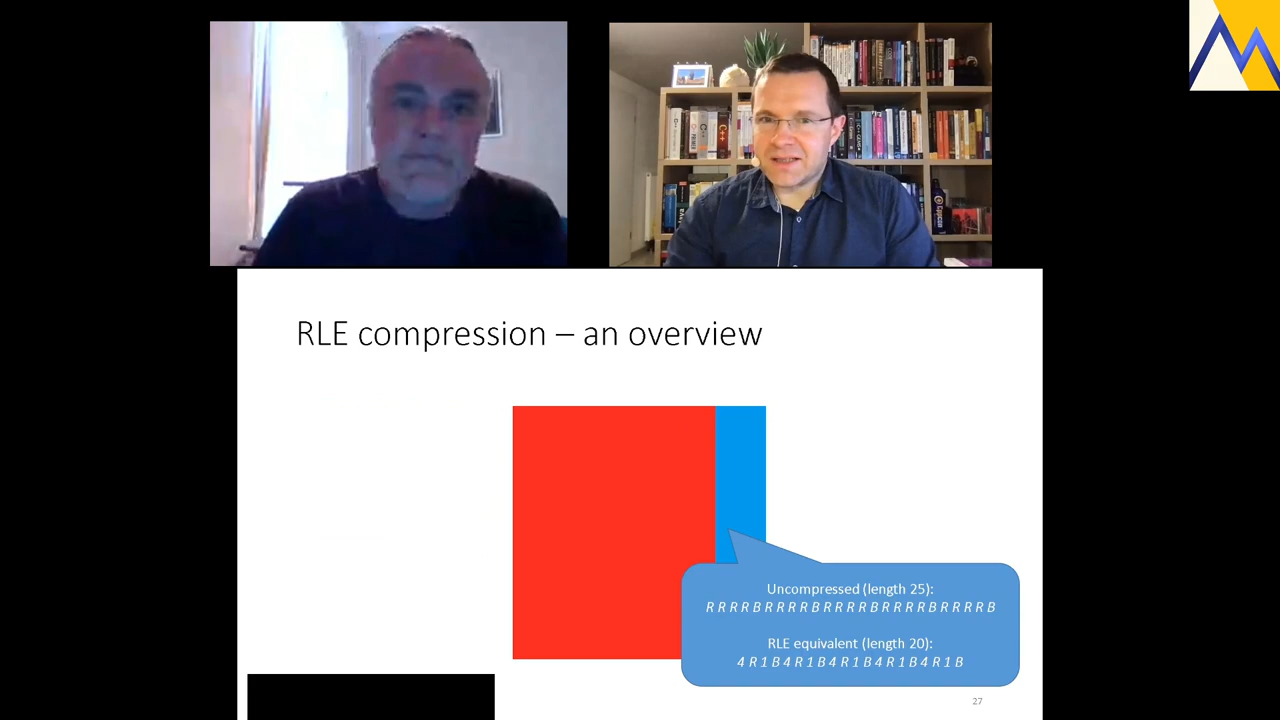 RLE compression – an overview
Uncompressed (length 25):
R R R R B R R R R B R R R R B R R R R B R R R R B
RLE equivalent (length 20):
4 R 1 B 4 R 1 B 4 R 1 B 4 R 1 B 4 R 1 B
27
C++
C++